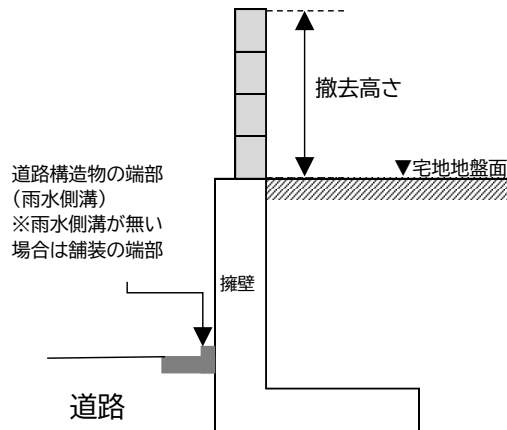 撤去高さ
▼宅地地盤面
道路構造物の端部
（雨水側溝）
※雨水側溝が無い
場合は舗装の端部
擁壁
道路